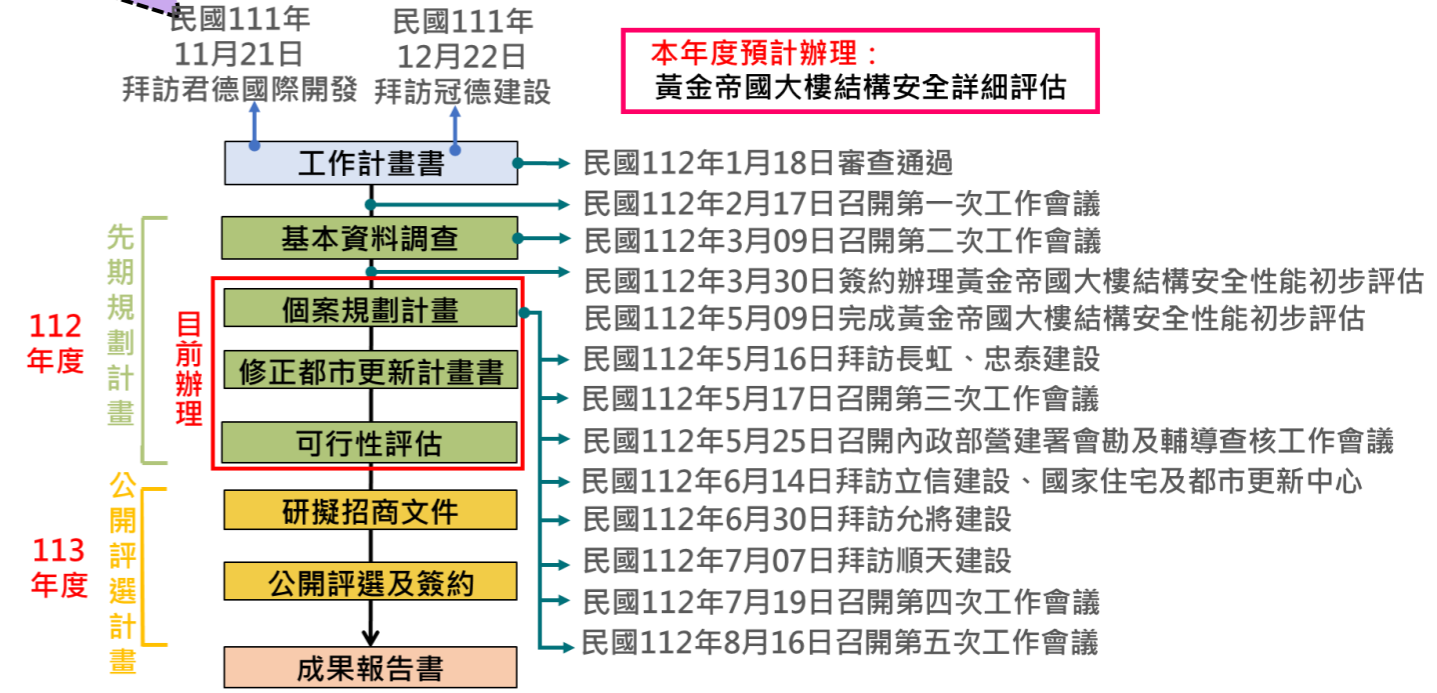 民國111年
11月21日
拜訪君德國際開發
民國111年
12月22日
拜訪冠德建設
本年度預計辦理：
黃金帝國大樓結構安全詳細評估
工作計畫書
民國112年1月18日審查通過
民國112年2月17日召開第一次工作會議
112
年度
先期規劃計畫
基本資料調查
民國112年3月09日召開第二次工作會議
民國112年3月30日簽約辦理黃金帝國大樓結構安全性能初步評估
目前辦理
個案規劃計畫
民國112年5月09日完成黃金帝國大樓結構安全性能初步評估
民國112年5月16日拜訪長虹、忠泰建設
修正都市更新計畫書
民國112年5月17日召開第三次工作會議
可行性評估
民國112年5月25日召開內政部營建署會勘及輔導查核工作會議
民國112年6月14日拜訪立信建設、國家住宅及都市更新中心
113
年度
公開評選計畫
研擬招商文件
民國112年6月30日拜訪允將建設
民國112年7月07日拜訪順天建設
公開評選及簽約
民國112年7月19日召開第四次工作會議
民國112年8月16日召開第五次工作會議
成果報告書